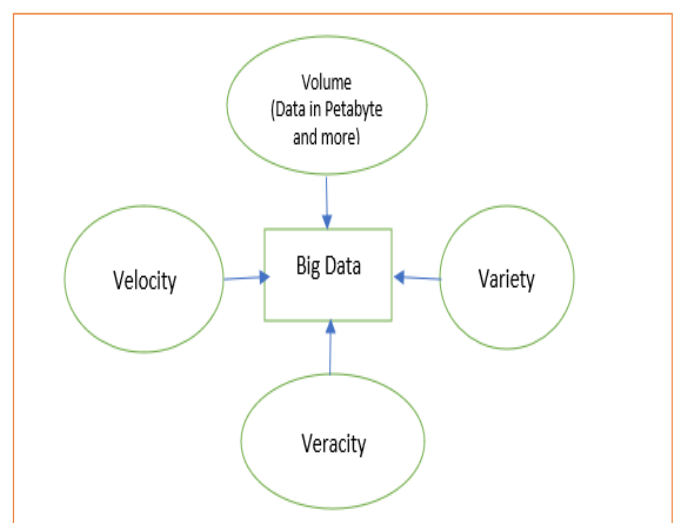 Volume
(Data in Petabyte
and more)
Velocity
Big Data
Variety
Veracity